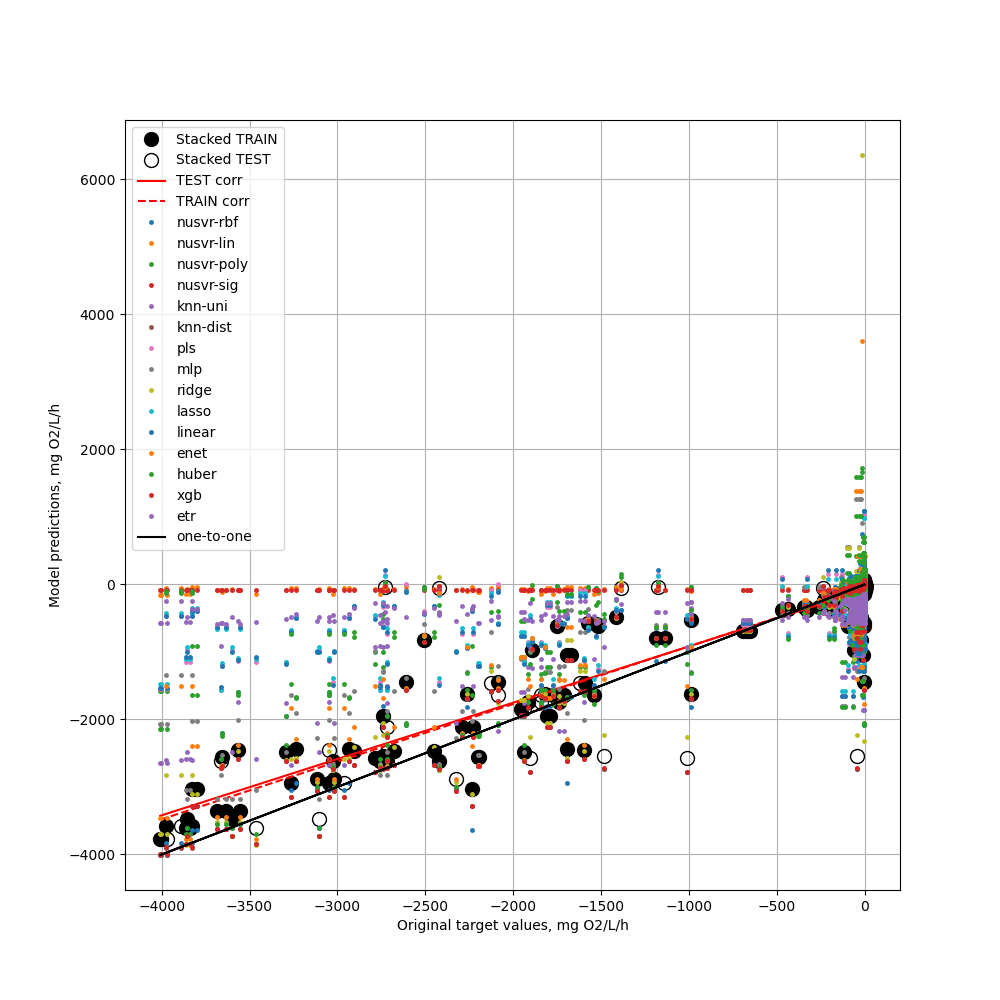 Stacked TRAIN
Stacked TEST
TEST corr
TRAIN corr
nusvr-rbf
nusvr-lin
nusvr-poly
nusvr-sig
knn-uni
knn-dist
pls
mlp
ridge
lasso
linear
enet
huber
xgb
etr
one-to-one
6000
4000
2000
0
−2000
−4000
Model predictions, mg O2/L/h
−4000 −3500 −3000 −2500 −2000 −1500 −1000 −500 0
Original target values, mg O2/L/h